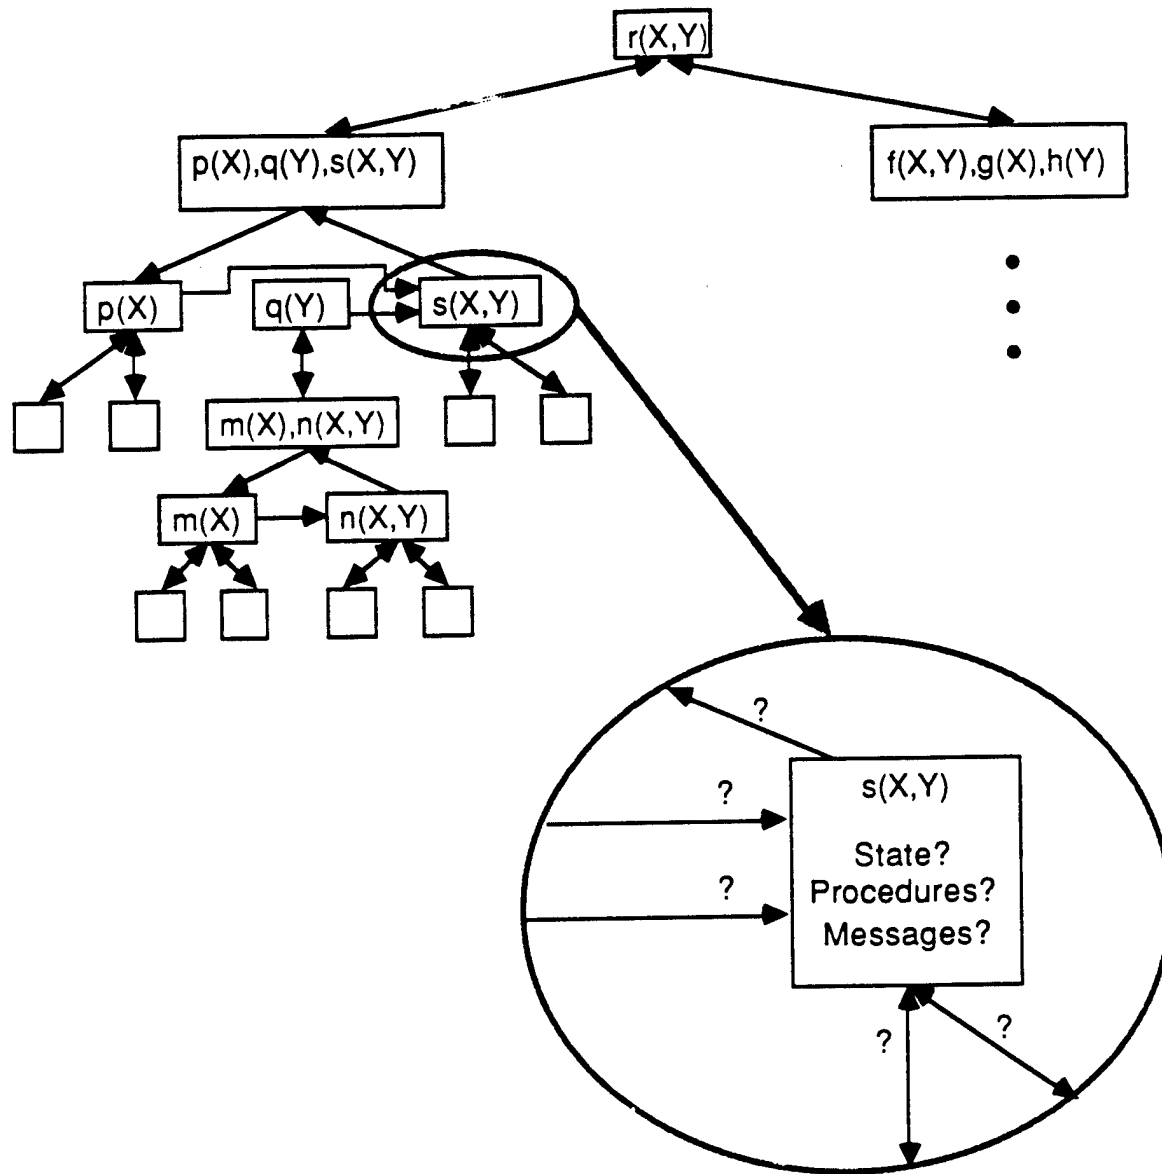 r(X,Y)
p(X),q(Y),s(X,Y)
f(X,Y),g(X),h(Y)
p(X)
q(Y)
s(X,Y)
m(X),n(X,Y)
m(X)
n(X,Y)
?
?
?
s(X,Y)
State?
Procedures?
Messages?
?
?